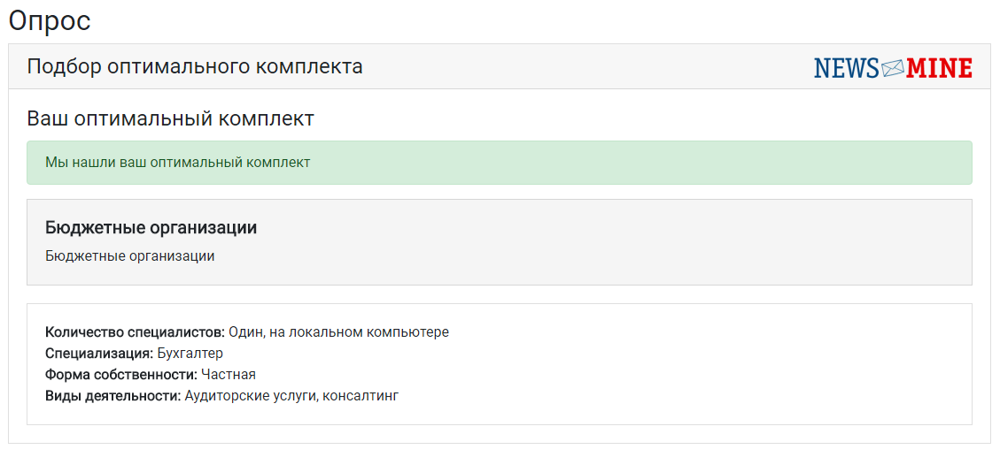 Опрос
Подбор оптимального комплекта
NEWS MINE
Ваш оптимальный комплект
Мы нашли ваш оптимальный комплект
Бюджетные организации
Бюджетные организации
Количество специалистов: Один, на локальном компьютере
Специализация: Бухгалтер
Форма собственности: Частная
Виды деятельности: Аудиторские услуги, консалтинг